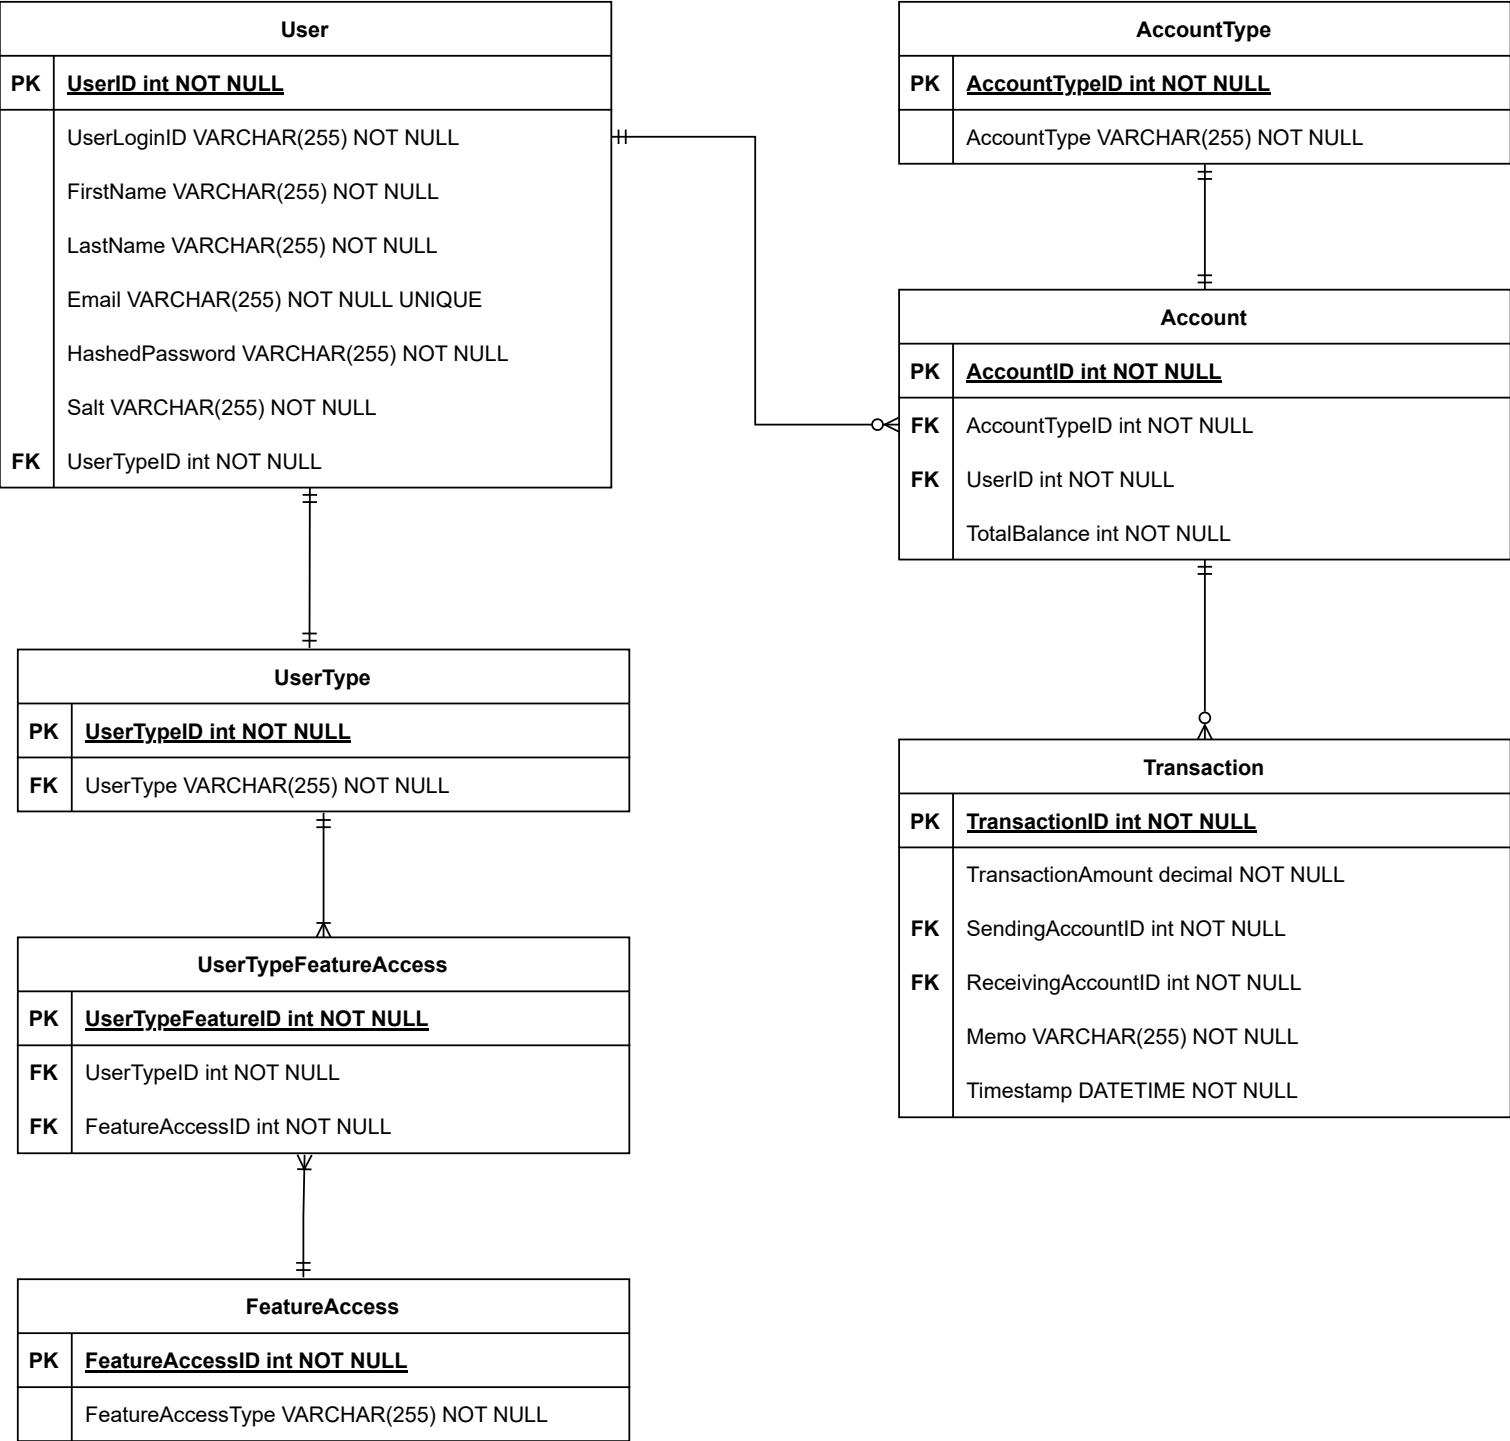 User
PK UserID int NOT NULL
UserLoginID VARCHAR(255) NOT NULL
FirstName VARCHAR(255) NOT NULL
LastName VARCHAR(255) NOT NULL
Email VARCHAR(255) NOT NULL UNIQUE
HashedPassword VARCHAR(255) NOT NULL
Salt VARCHAR(255) NOT NULL
FK UserTypeID int NOT NULL
UserType
PK UserTypeID int NOT NULL
FK UserType VARCHAR(255) NOT NULL
UserTypeFeatureAccess
PK UserTypeFeatureID int NOT NULL
FK UserTypeID int NOT NULL
FK FeatureAccessID int NOT NULL
FeatureAccess
PK FeatureAccessID int NOT NULL
FeatureAccessType VARCHAR(255) NOT NULL
AccountType
PK AccountTypeID int NOT NULL
AccountType VARCHAR(255) NOT NULL
Account
PK AccountID int NOT NULL
FK AccountTypeID int NOT NULL
FK UserID int NOT NULL
TotalBalance int NOT NULL
Transaction
PK TransactionID int NOT NULL
TransactionAmount decimal NOT NULL
FK SendingAccountID int NOT NULL
FK ReceivingAccountID int NOT NULL
Memo VARCHAR(255) NOT NULL
Timestamp DATETIME NOT NULL